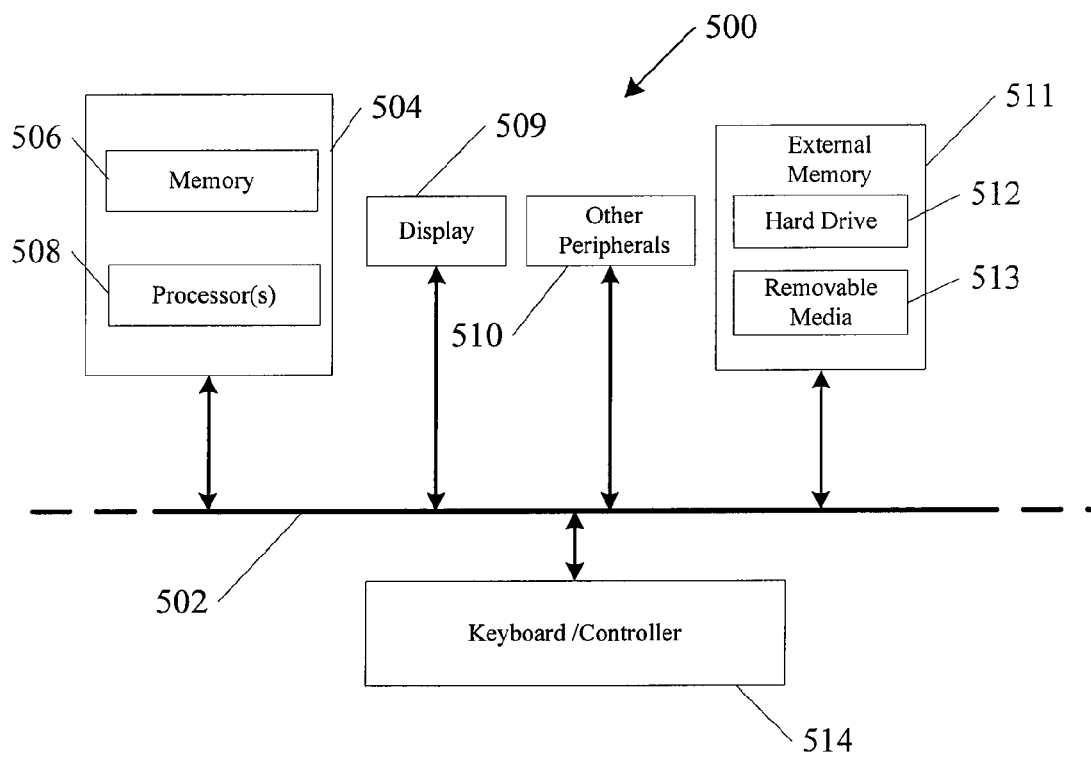 500
504
511
506
509
External
Memory
Memory
512
Hard Drive
Display
Other
Peripherals
508
513
Processor(s)
Removable
Media
510
502
Keyboard /Controller
514